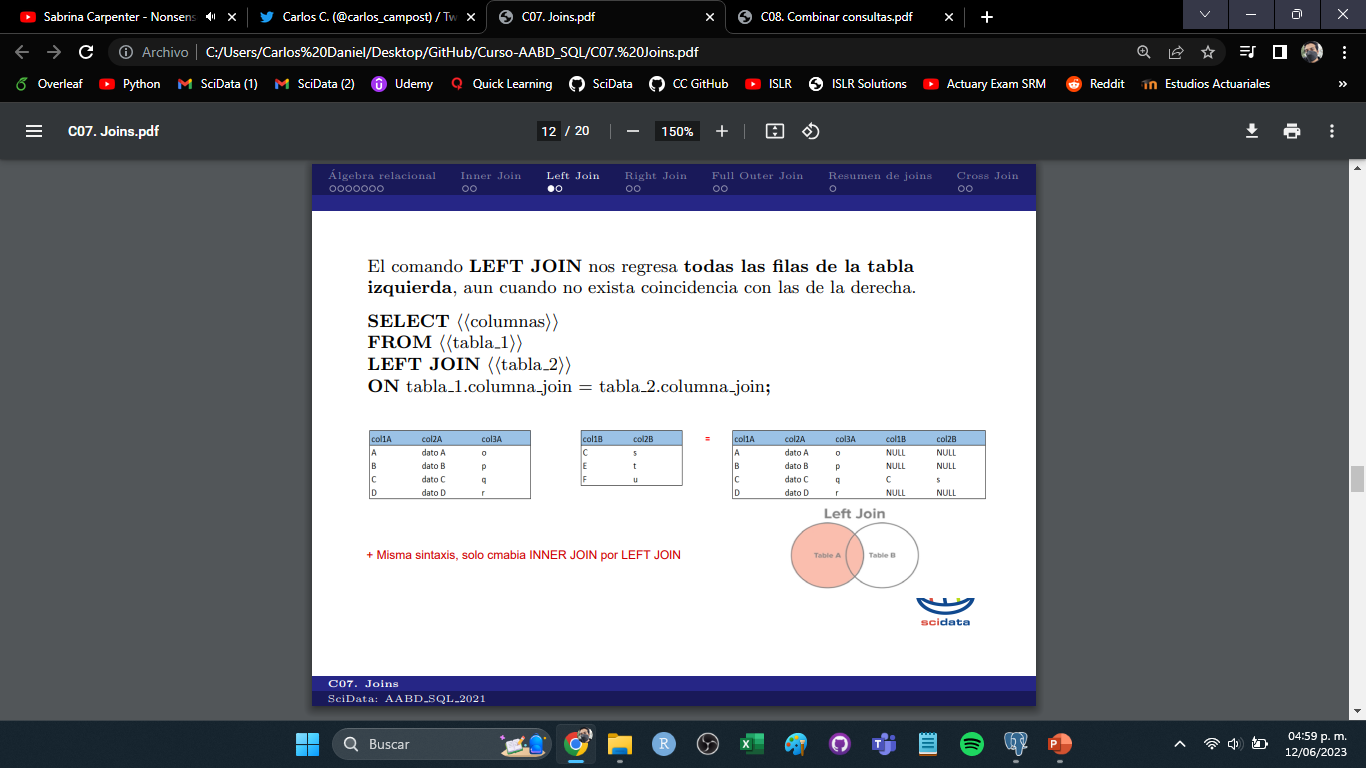 Sabrina Carpenter - Nonsens
Carlos C. (@carlos_campost) / Tw
C07. Joins.pdf
C08. Combinar consultas.pdf
Archivo
C:/Users/Carlos%20Daniel/Desktop/GitHub/Curso-AABD_SQL/C07.%20Joins.pdf
Overleaf
Python
SciData (1)
SciData (2)
Udemy
Quick Learning
SciData
CC GitHub
ISLR
ISLR Solutions
Actuary Exam SRM
Reddit
Estudios Actuariales
»
C07. Joins.pdf
12 / 20
150%
Álgebra relacional Inner Join Left Join Right Join Full Outer Join Resumen de joins Cross Join
El comando LEFT JOIN nos regresa todas las filas de la tabla
izquierda, aun cuando no exista coincidencia con las de la derecha.
SELECT ⟨⟨columnas⟩⟩
FROM ⟨⟨tabla_1⟩⟩
LEFT JOIN ⟨⟨tabla_2⟩⟩
ON tabla_1.columna_join = tabla_2.columna_join;
col1A col2A col3A
A dato A o
B dato B p
C dato C q
D dato D r
col1B col2B
C s
E t
F u
=
col1A col2A col3A col1B col2B
A dato A o NULL NULL
B dato B p NULL NULL
C dato C q C s
D dato D r NULL NULL
Left Join
Table A Table B
+ Misma sintaxis, solo cmabia INNER JOIN por LEFT JOIN
scidata
C07. Joins
SciData: AABD_SQL_2021
Buscar
04:59 p. m.
12/06/2023